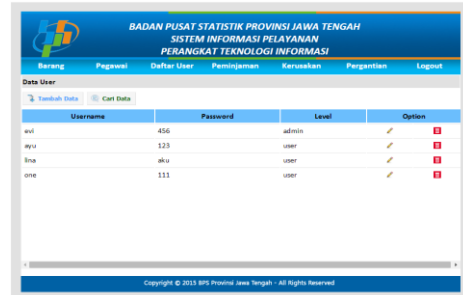 BADAN PUSAT STATISTIK PROVINSI JAWA TENGAH
SISTEM INFORMASI PELAYANAN
PERANGKAT TEKNOLOGI INFORMASI
Barang Pegawai Daftar User Peminjaman Kerusakan Pergantian Logout
Data User
Tambah Data Cari Data
Username Password Level Option
evi 456 admin
ayu 123 user
lina aku user
one 111 user
Copyright © 2015 BPS Provinsi Jawa Tengah - All Rights Reserved